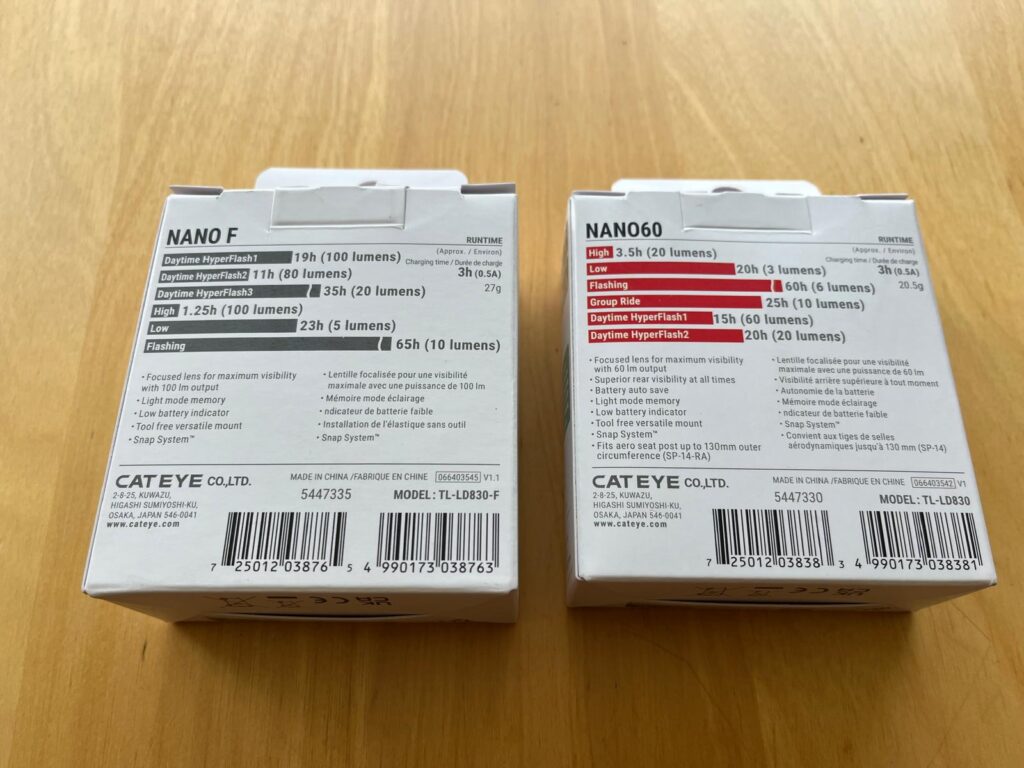 NANO F
RUNTIME
(Approx. / Environ)
Charging time / Durée de charge
3h (0.5A)
27g
Daytime HyperFlash1 19h (100 lumens)
Daytime HyperFlash2 11h (80 lumens)
Daytime HyperFlash3 35h (20 lumens)
High 1.25h (100 lumens)
Low 23h (5 lumens)
Flashing 65h (10 lumens)
• Focused lens for maximum visibility
with 100 lm output
• Light mode memory
• Low battery indicator
• Tool free versatile mount
• Snap System™
• Lentille focalisée pour une visibilité
maximale avec une puissance de 100 lm
• Mémoire mode éclairage
• ndicateur de batterie faible
• Installation de l'élastique sans outil
• Snap System™
CATEYE CO.,LTD.
2-8-25, KUWAZU,
HIGASHI SUMIYOSHI-KU,
OSAKA, JAPAN 546-0041
www.cateye.com
MADE IN CHINA /FABRIQUE EN CHINE 066403545 V1.1
5447335
MODEL: TL-LD830-F
7 25012 03876 5
4 990173 038763
CE
UKCA
NANO60
RUNTIME
(Approx. / Environ)
Charging time / Durée de charge
3h (0.5A)
20.5g
High 3.5h (20 lumens)
Low 20h (3 lumens)
Flashing 60h (6 lumens)
Group Ride 25h (10 lumens)
Daytime HyperFlash1 15h (60 lumens)
Daytime HyperFlash2 20h (20 lumens)
• Focused lens for maximum visibility
with 60 lm output
• Superior rear visibility at all times
• Battery auto save
• Light mode memory
• Low battery indicator
• Tool free versatile mount
• Snap System™
• Fits aero seat post up to 130mm outer
circumference (SP-14-RA)
• Lentille focalisée pour une visibilité
maximale avec une puissance de 60 lm
• Visibilité arrière supérieure à tout moment
• Autonomie de la batterie
• Mémoire mode éclairage
• ndicateur de batterie faible
• Snap System™
• Convient aux tiges de selles
aérodynamiques jusqu'à 130 mm (SP-14)
CATEYE CO.,LTD.
2-8-25, KUWAZU,
HIGASHI SUMIYOSHI-KU,
OSAKA, JAPAN 546-0041
www.cateye.com
MADE IN CHINA /FABRIQUE EN CHINE 066403542 V1
5447330
MODEL: TL-LD830
7 25012 03838 3
4 990173 038381
CE
UKCA